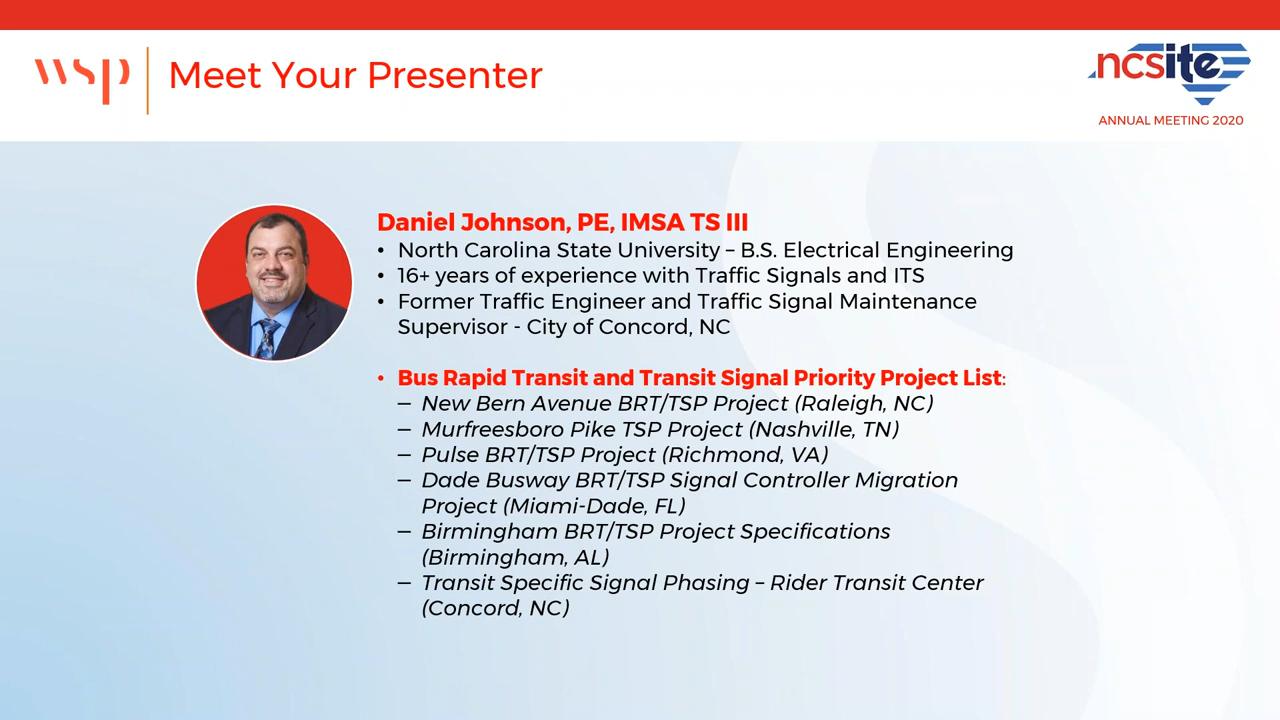 wsp
Meet Your Presenter
ncsite
ANNUAL MEETING 2020
Daniel Johnson, PE, IMSA TS III
• North Carolina State University – B.S. Electrical Engineering
• 16+ years of experience with Traffic Signals and ITS
• Former Traffic Engineer and Traffic Signal Maintenance
Supervisor - City of Concord, NC
• Bus Rapid Transit and Transit Signal Priority Project List:
– New Bern Avenue BRT/TSP Project (Raleigh, NC)
– Murfreesboro Pike TSP Project (Nashville, TN)
– Pulse BRT/TSP Project (Richmond, VA)
– Dade Busway BRT/TSP Signal Controller Migration
Project (Miami-Dade, FL)
– Birmingham BRT/TSP Project Specifications
(Birmingham, AL)
– Transit Specific Signal Phasing – Rider Transit Center
(Concord, NC)